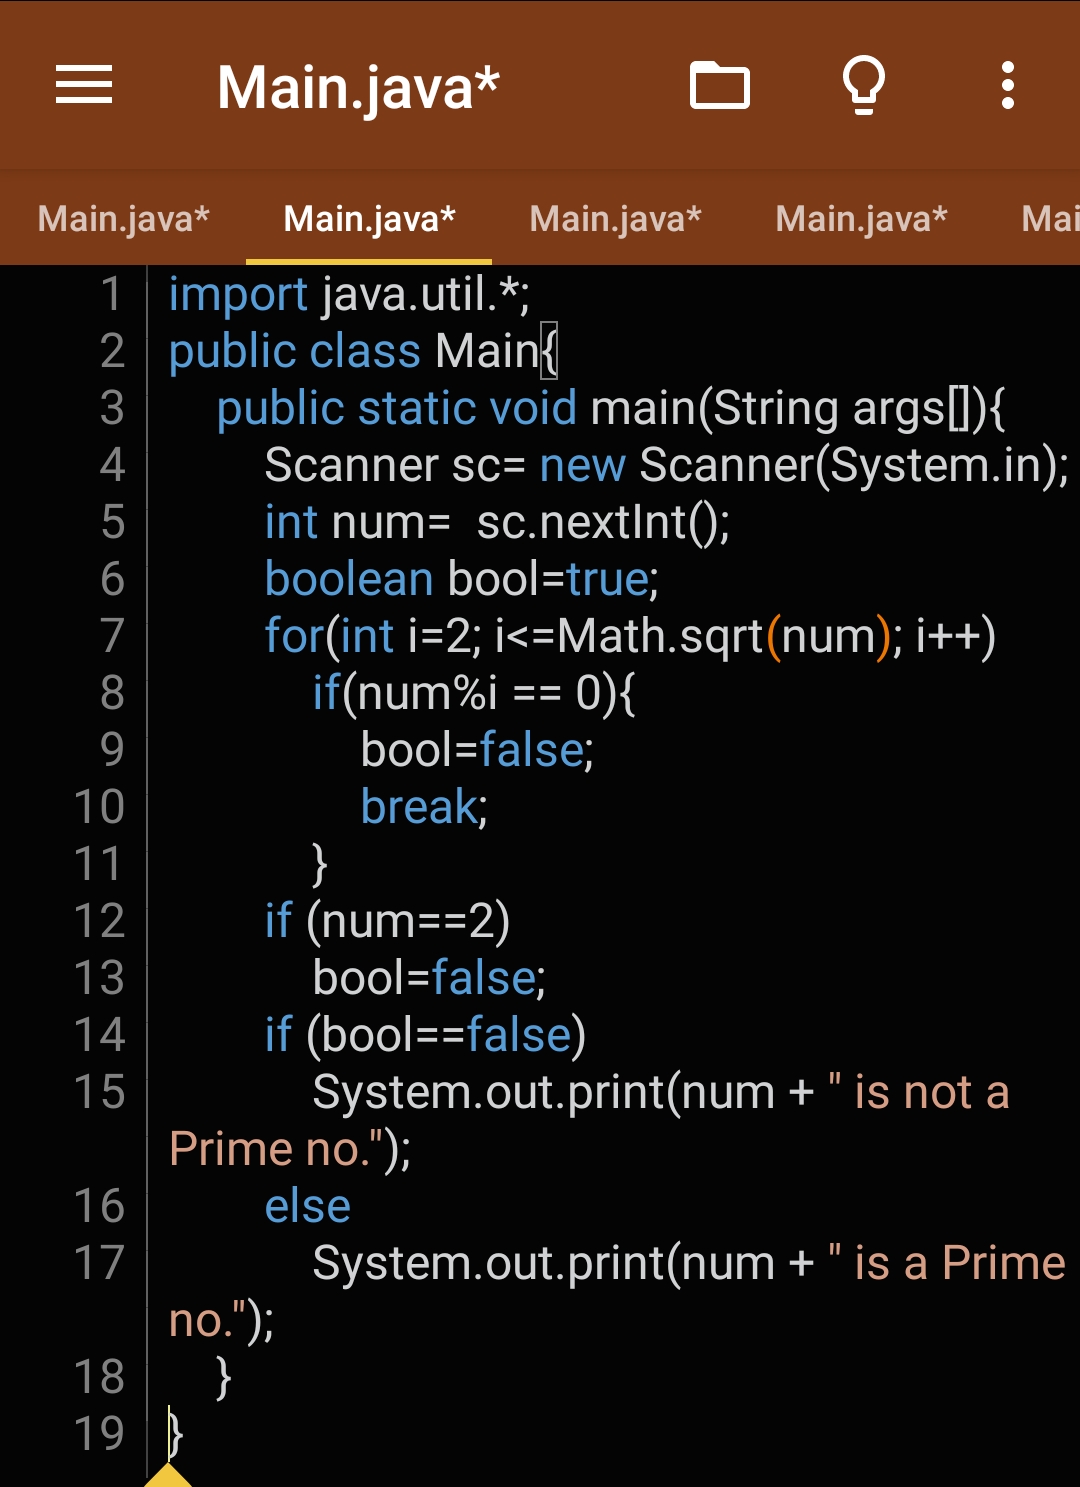 Main.java*
Main.java* Main.java* Main.java* Main.java* Mai
1 import java.util.*;
2 public class Main{
3 public static void main(String args[]){
4 Scanner sc= new Scanner(System.in);
5 int num=  sc.nextInt();
6 boolean bool=true;
7 for(int i=2; i<=Math.sqrt(num); i++)
8 if(num%i == 0){
9 bool=false;
10 break;
11 }
12 if (num==2)
13 bool=false;
14 if (bool==false)
15 System.out.print(num + " is not a
Prime no.");
16 else
17 System.out.print(num + " is a Prime
no.");
18 }
19 }